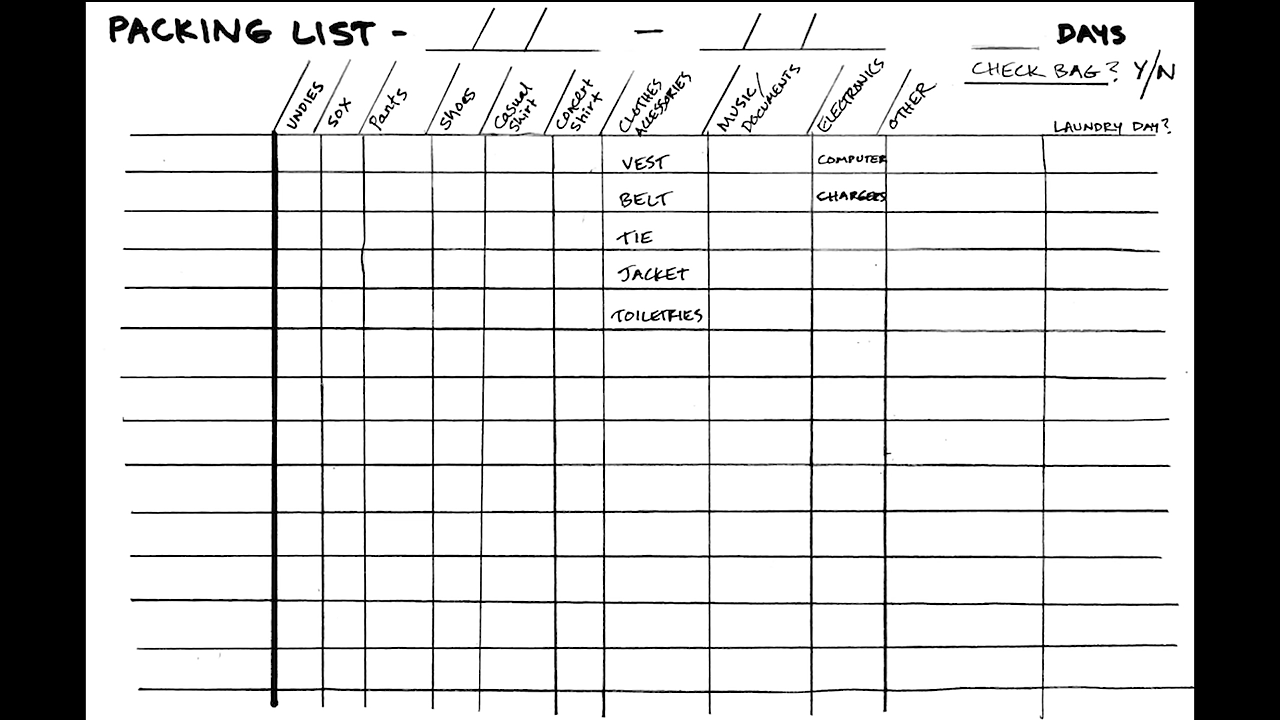 PACKING LIST - / / — / / DAYS
CHECK BAG? Y/N
UNDIES
SOX
Pants
Shoes
Casual
Shirt
Concert
Shirt
CLOTHES
ACCESSORIES
MUSIC/
DOCUMENTS
ELECTRONICS
OTHER
LAUNDRY DAY?
VEST COMPUTER
BELT CHARGERS
TIE
JACKET
TOILETRIES